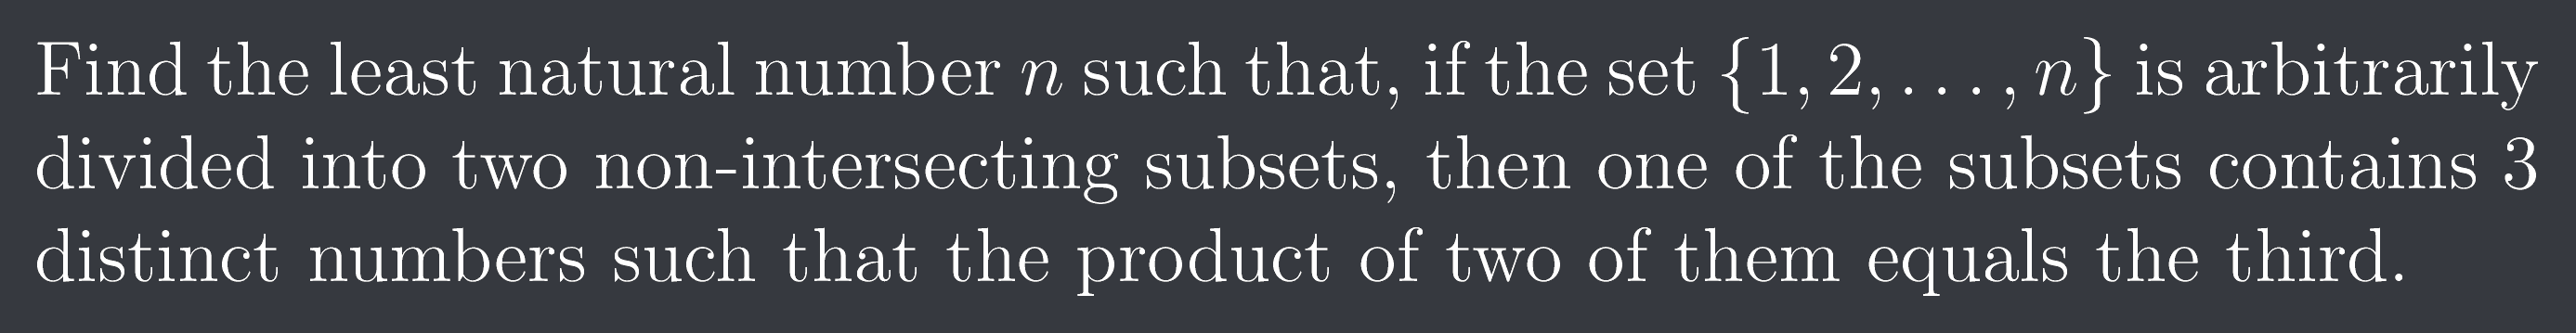 Find the least natural number n such that, if the set {1, 2, . . . , n} is arbitrarily
divided into two non-intersecting subsets, then one of the subsets contains 3
distinct numbers such that the product of two of them equals the third.